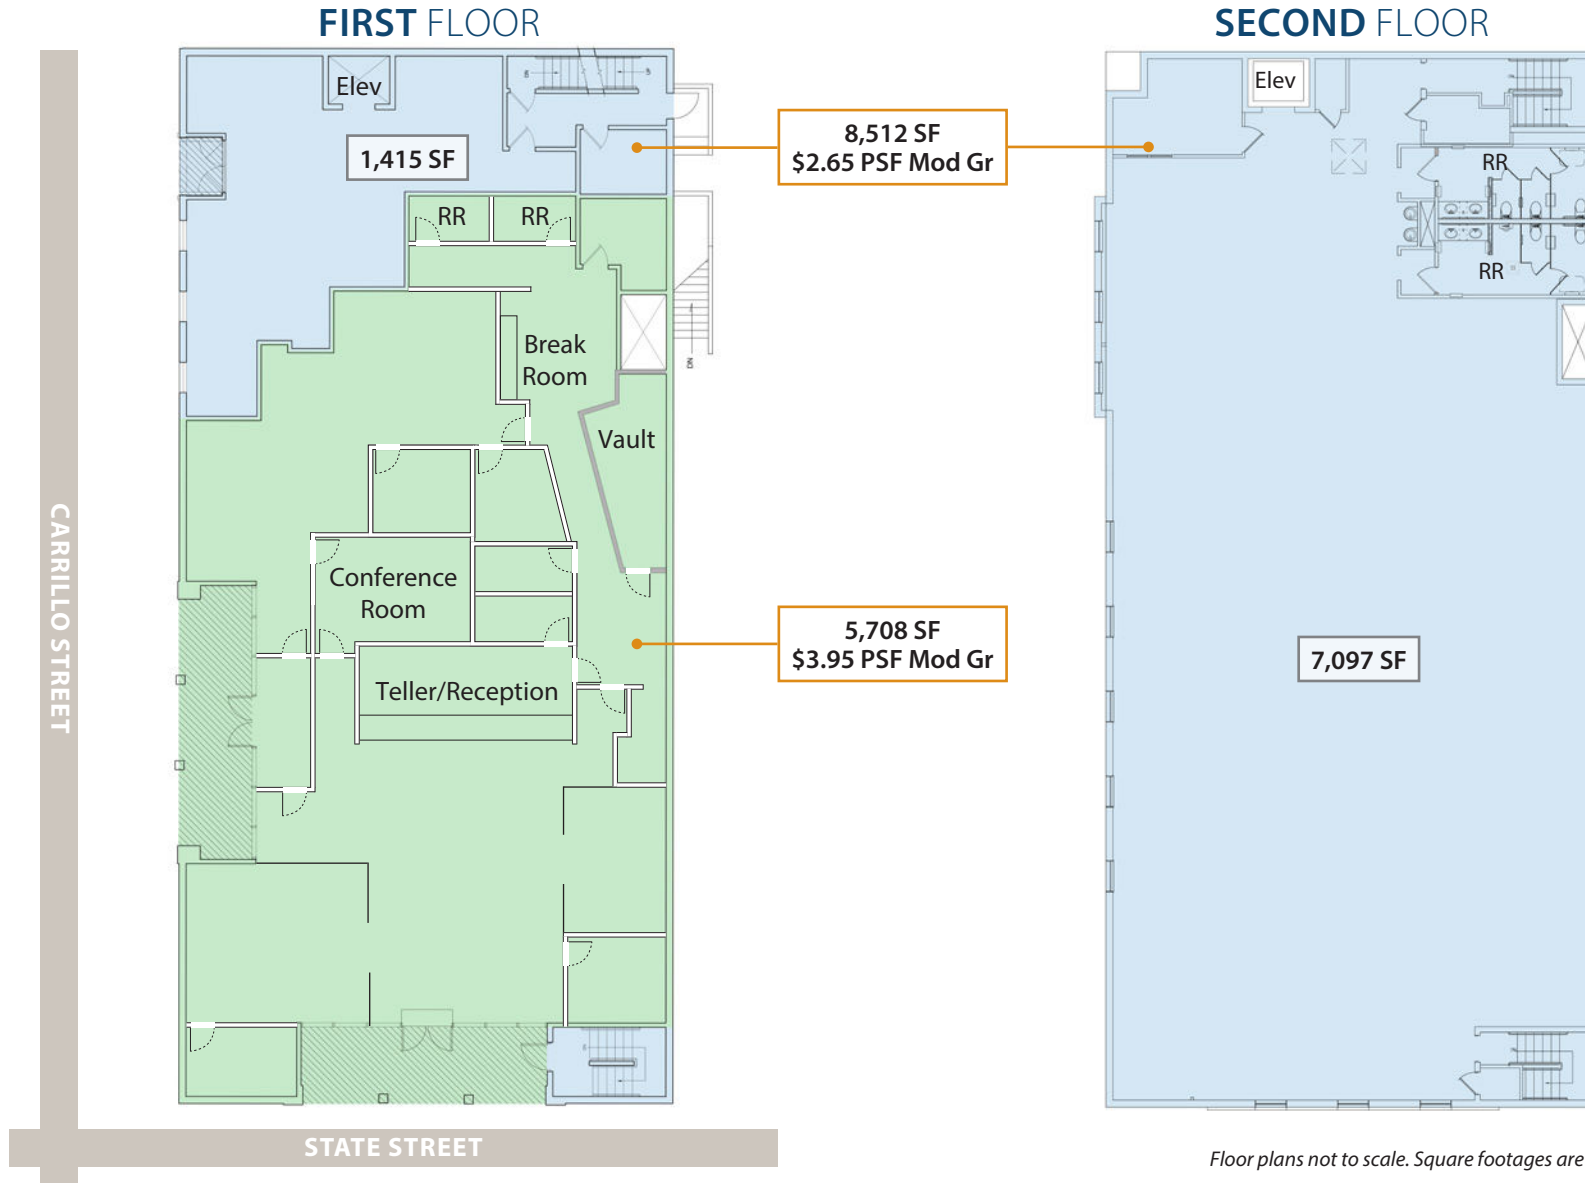 FIRST FLOOR
SECOND FLOOR
Elev
1,415 SF
RR
RR
Break
Room
Vault
Conference
Room
Teller/Reception
DN
CARRILLO STREET
STATE STREET
8,512 SF
$2.65 PSF Mod Gr
5,708 SF
$3.95 PSF Mod Gr
Elev
RR
RR
7,097 SF
Floor plans not to scale. Square footages are